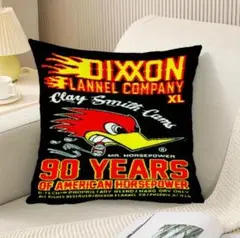 DIXXON
FLANNEL COMPANY
XL
Clay Smith Cams
MR. HORSEPOWER
90 YEARS
OF AMERICAN HORSEPOWER